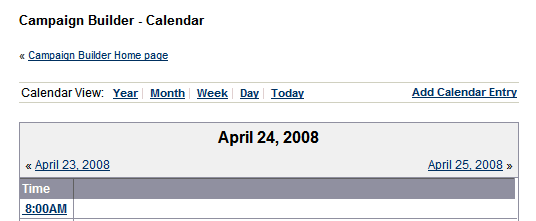 Campaign Builder - Calendar
« Campaign Builder Home page
Calendar View: Year | Month | Week | Day | Today Add Calendar Entry
April 24, 2008
« April 23, 2008 April 25, 2008 »
Time
8:00AM